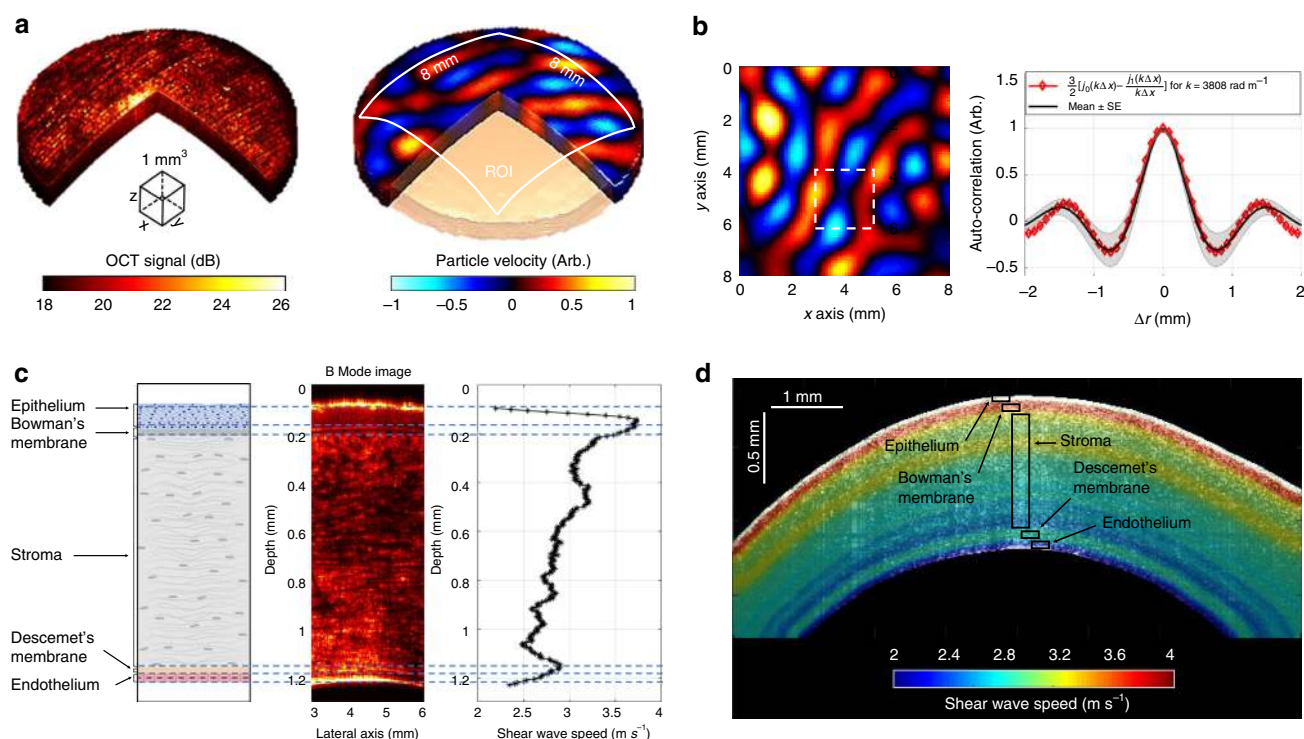 a
8 mm
8 mm
ROI
1 mm³
z
x
y
OCT signal (dB)
18 20 22 24 26
Particle velocity (Arb.)
−1 −0.5 0 0.5 1
b
0
2
4
6
8
y axis (mm)
0 2 4 6 8
x axis (mm)
3/2[j₀(kΔx)−j₁(kΔx)/kΔx] for k = 3808 rad m⁻¹
Mean ± SE
1.5
1
0.5
0
−0.5
Auto-correlation (Arb.)
−2 −1 0 1 2
Δr (mm)
c
Epithelium
Bowman's
membrane
Stroma
Descemet's
membrane
Endothelium
B Mode image
0
0.2
0.4
0.6
0.8
1
1.2
Depth (mm)
3 4 5 6
Lateral axis (mm)
0
0.2
0.4
0.6
0.8
1
1.2
Depth (mm)
2 2.5 3 3.5 4
Shear wave speed (m s⁻¹)
d
1 mm
0.5 mm
Epithelium
Bowman's
membrane
Stroma
Descemet's
membrane
Endothelium
2 2.4 2.8 3.2 3.6 4
Shear wave speed (m s⁻¹)